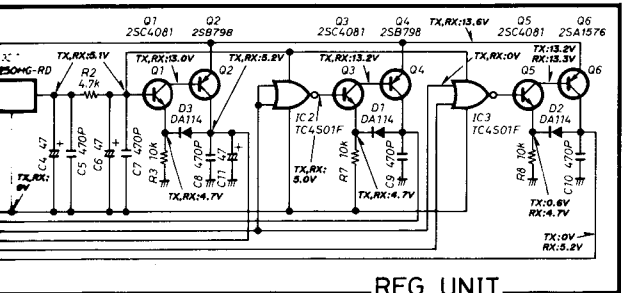 Q1
2SC4081
Q2
2SB798
Q3
2SC4081
Q4
2SB798
TX,RX:13.6V
Q5
2SC4081
Q6
2SA1576
TX,RX:5.1V
TX,RX:13.0V
TX,RX:5.2V
TX,RX:13.2V
TX,RX:0V
TX:13.2V
RX:13.3V
R2
4.7k
Q1
Q2
Q3
Q4
Q5
Q6
D3
DA114
IC2
TC4S01F
D1
DA114
IC3
TC4S01F
D2
DA114
C4 47
C5 470P
C6 47
C7 470P
R3 10k
C8 470P
C11 47
R7 10k
C9 470P
R8 10k
C10 470P
TX,RX:
TX,RX:4.7V
TX,RX:
5.0V
TX,RX:4.7V
TX:0.6V
RX:4.7V
TX:0V
RX:5.2V
REG UNIT